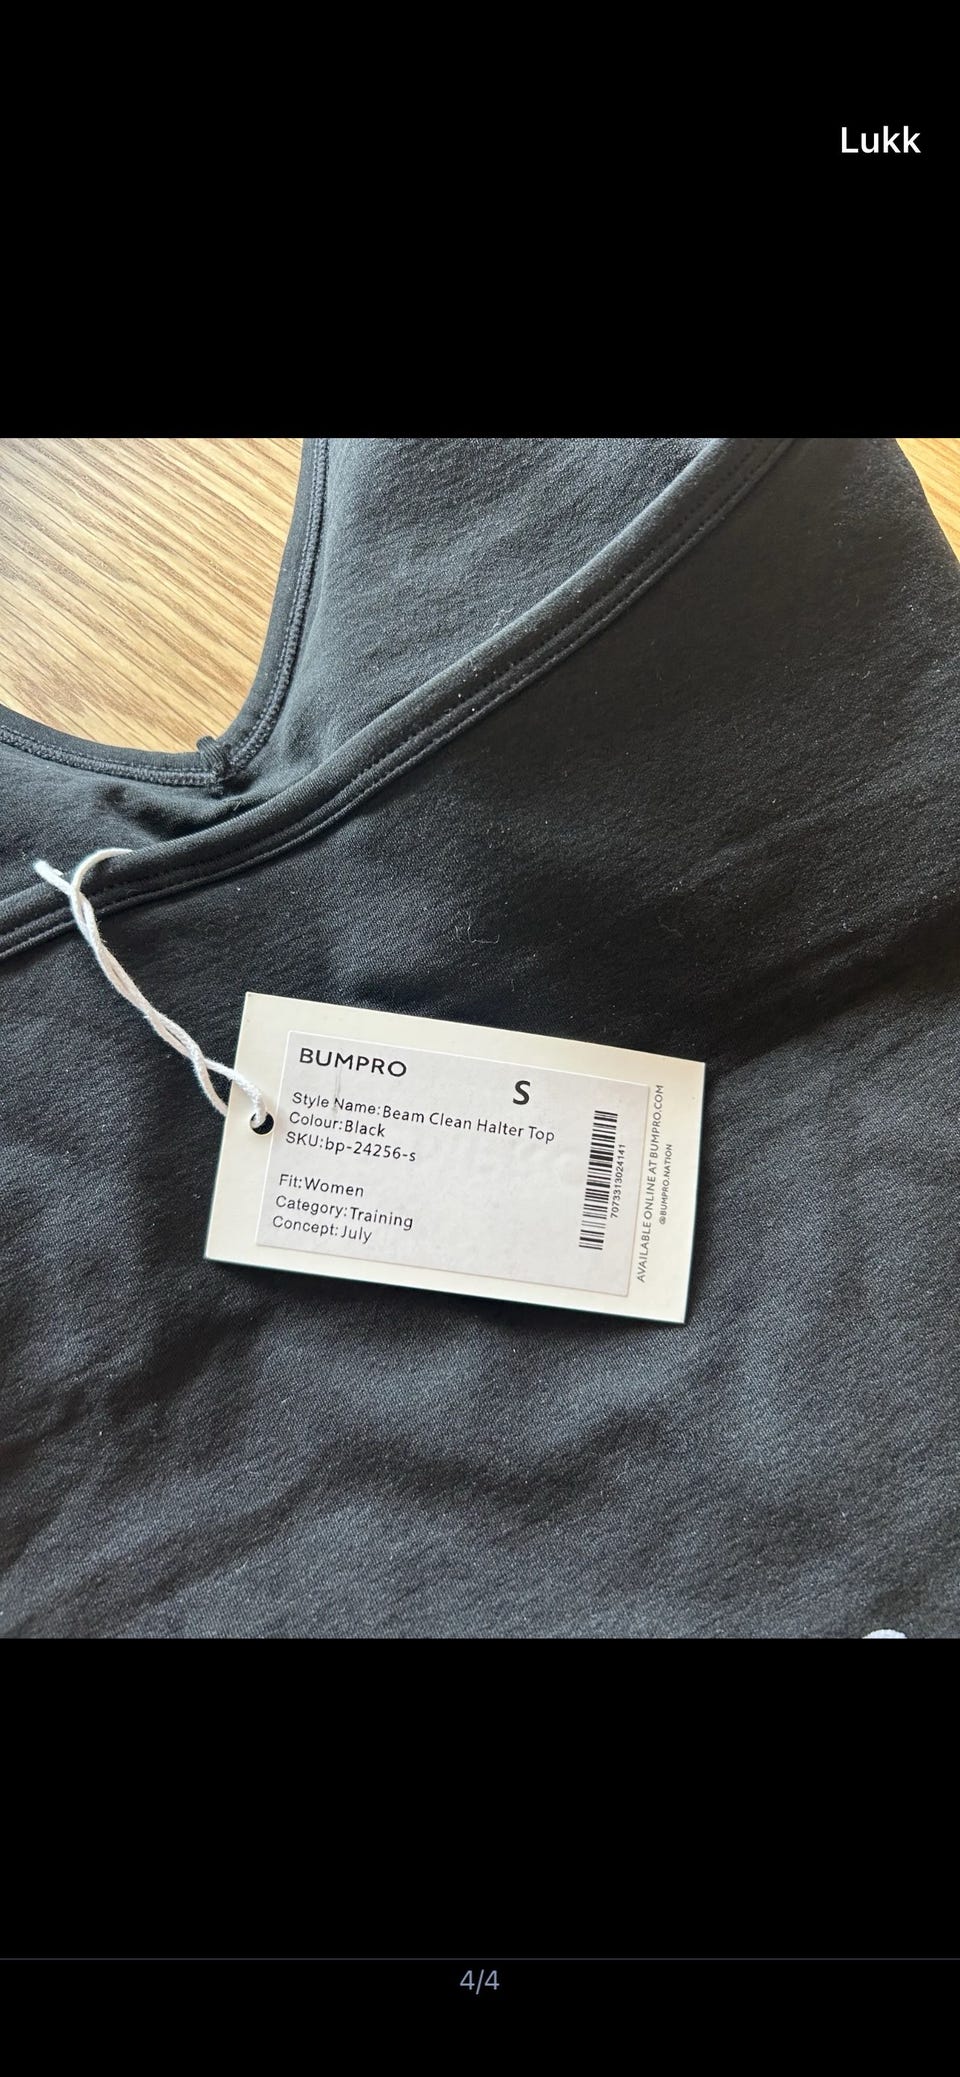 Lukk
BUMPRO
S
Style Name:Beam Clean Halter Top
Colour:Black
SKU:bp-24256-s
Fit:Women
Category:Training
Concept:July
7073313024141
AVAILABLE ONLINE AT BUMPRO.COM
@BUMPRO.NATION
4/4